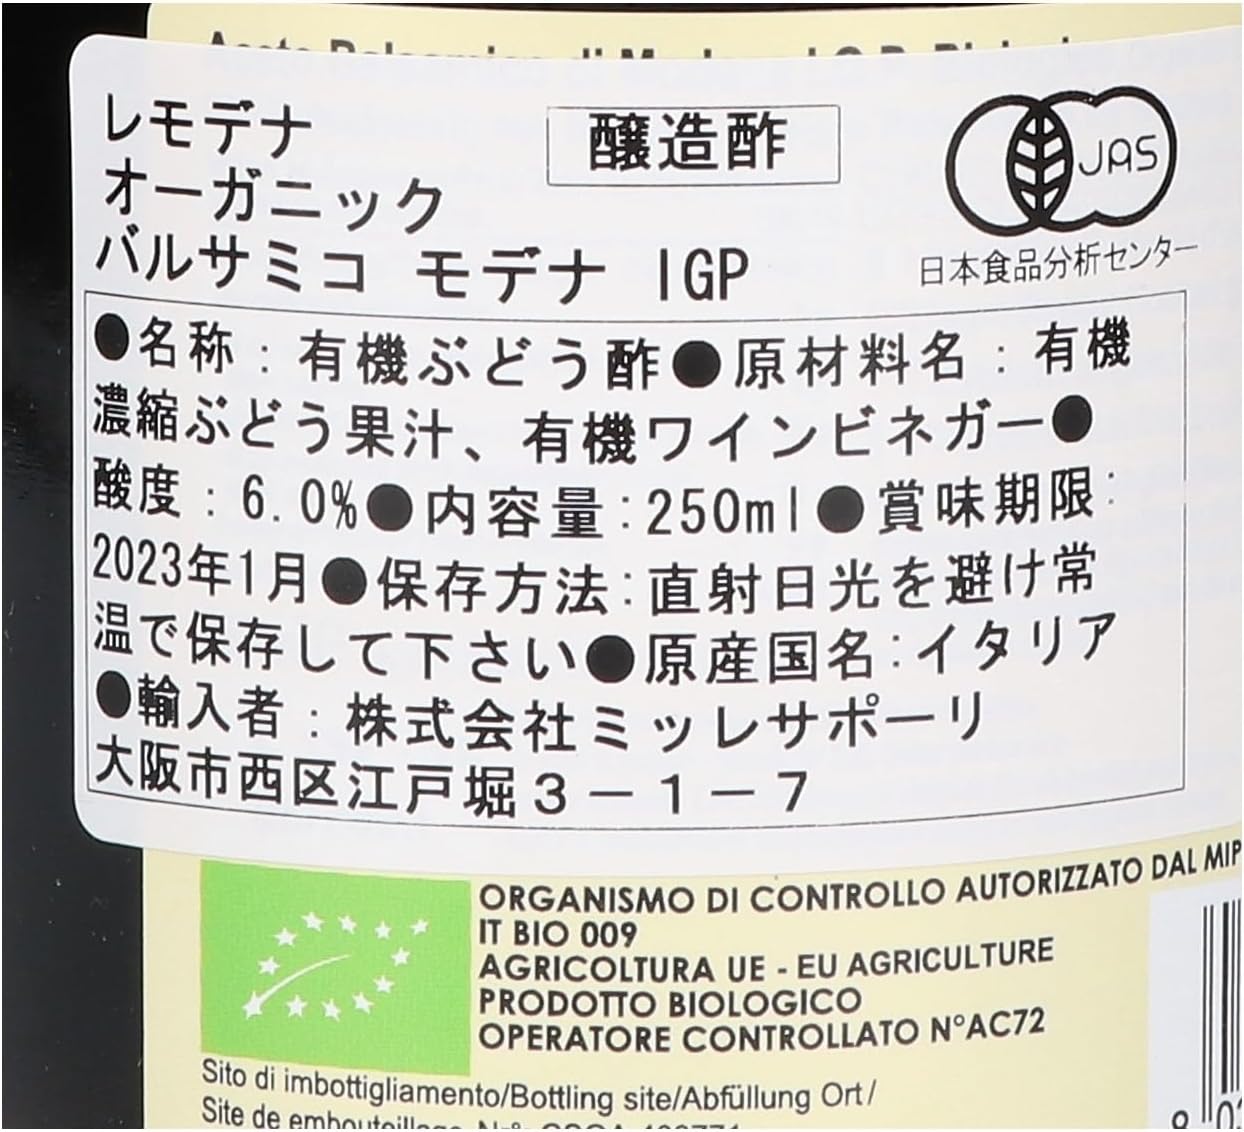 レモデナ
オーガニック
バルサミコ モデナ IGP
醸造酢
JAS
日本食品分析センター
●名称：有機ぶどう酢●原材料名：有機
濃縮ぶどう果汁、有機ワインビネガー●
酸度：6.0%●内容量：250ml●賞味期限：
2023年1月●保存方法：直射日光を避け常
温で保存して下さい●原産国名：イタリア
●輸入者：株式会社ミッレサポーリ
大阪市西区江戸堀3－1－7
ORGANISMO DI CONTROLLO AUTORIZZATO DAL MIP
IT BIO 009
AGRICOLTURA UE - EU AGRICULTURE
PRODOTTO BIOLOGICO
OPERATORE CONTROLLATO N°AC72
Sito di imbottigliamento/Bottling site/Abfüllung Ort/
Site de embouteillage